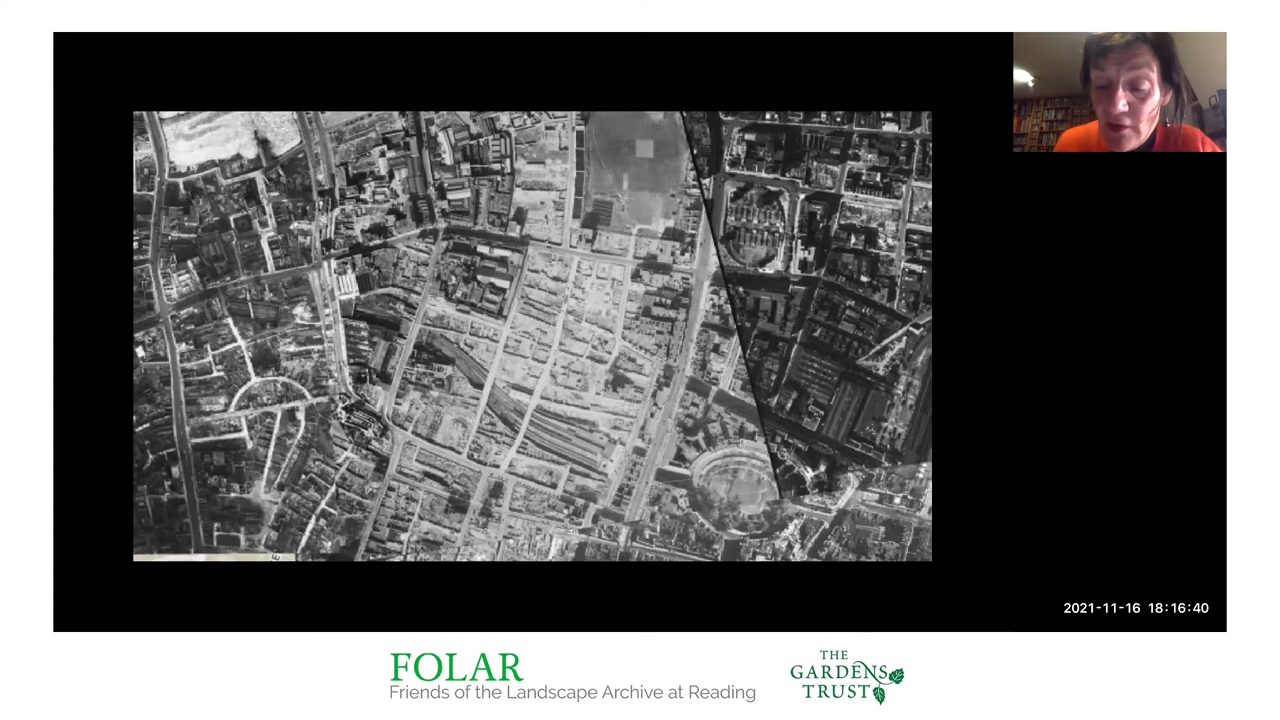 2021-11-16 18:16:40
FOLAR
Friends of the Landscape Archive at Reading
THE
GARDENS
TRUST